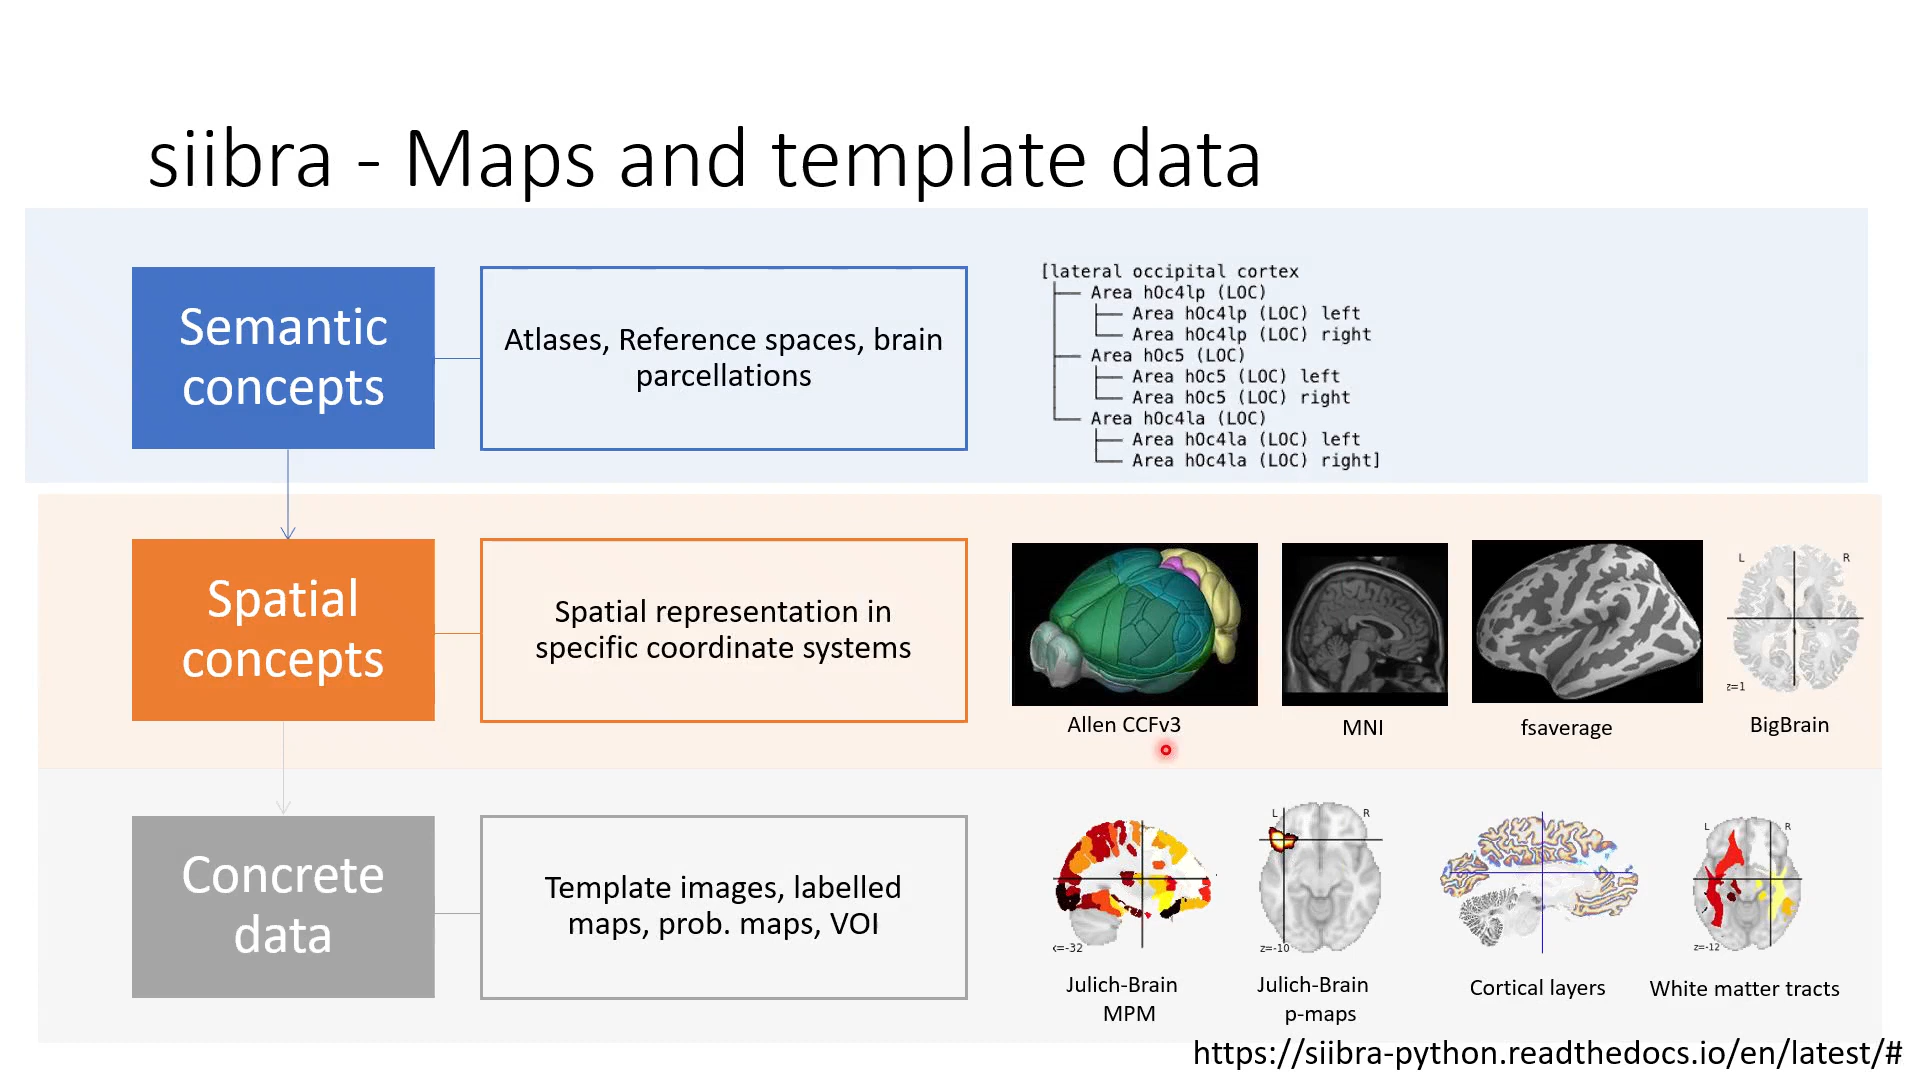 siibra - Maps and template data
Semantic
concepts
Atlases, Reference spaces, brain
parcellations
[lateral occipital cortex
Area hOc4lp (LOC)
Area hOc4lp (LOC) left
Area hOc4lp (LOC) right
Area hOc5 (LOC)
Area hOc5 (LOC) left
Area hOc5 (LOC) right
Area hOc4la (LOC)
Area hOc4la (LOC) left
Area hOc4la (LOC) right]
Spatial
concepts
Spatial representation in
specific coordinate systems
L R
z=1
Allen CCFv3
MNI
fsaverage
BigBrain
Concrete
data
Template images, labelled
maps, prob. maps, VOI
x=-32
L R
z=-10
L R
z=-12
Julich-Brain
MPM
Julich-Brain
p-maps
Cortical layers
White matter tracts
https://siibra-python.readthedocs.io/en/latest/#